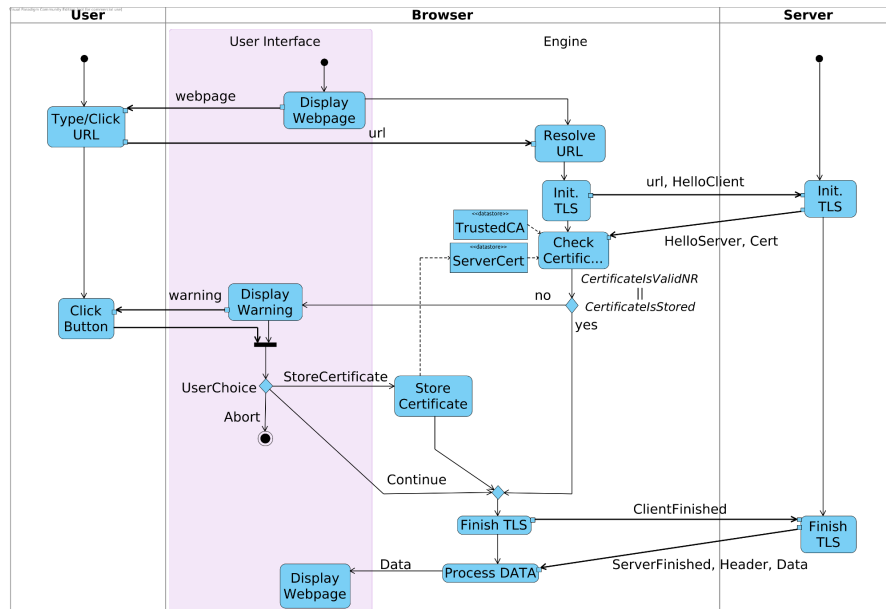 User
Browser
Server
User Interface
Engine
webpage
Display
Webpage
Type/Click
URL
url
Resolve
URL
Init.
TLS
url, HelloClient
Init.
TLS
<<datastore>>
TrustedCA
Check
Certific...
HelloServer, Cert
<<datastore>>
ServerCert
CertificateIsValidNR
||
CertificateIsStored
no
yes
warning
Display
Warning
Click
Button
UserChoice
StoreCertificate
Store
Certificate
Abort
Continue
ClientFinished
Finish TLS
Finish
TLS
ServerFinished, Header, Data
Data
Process DATA
Display
Webpage